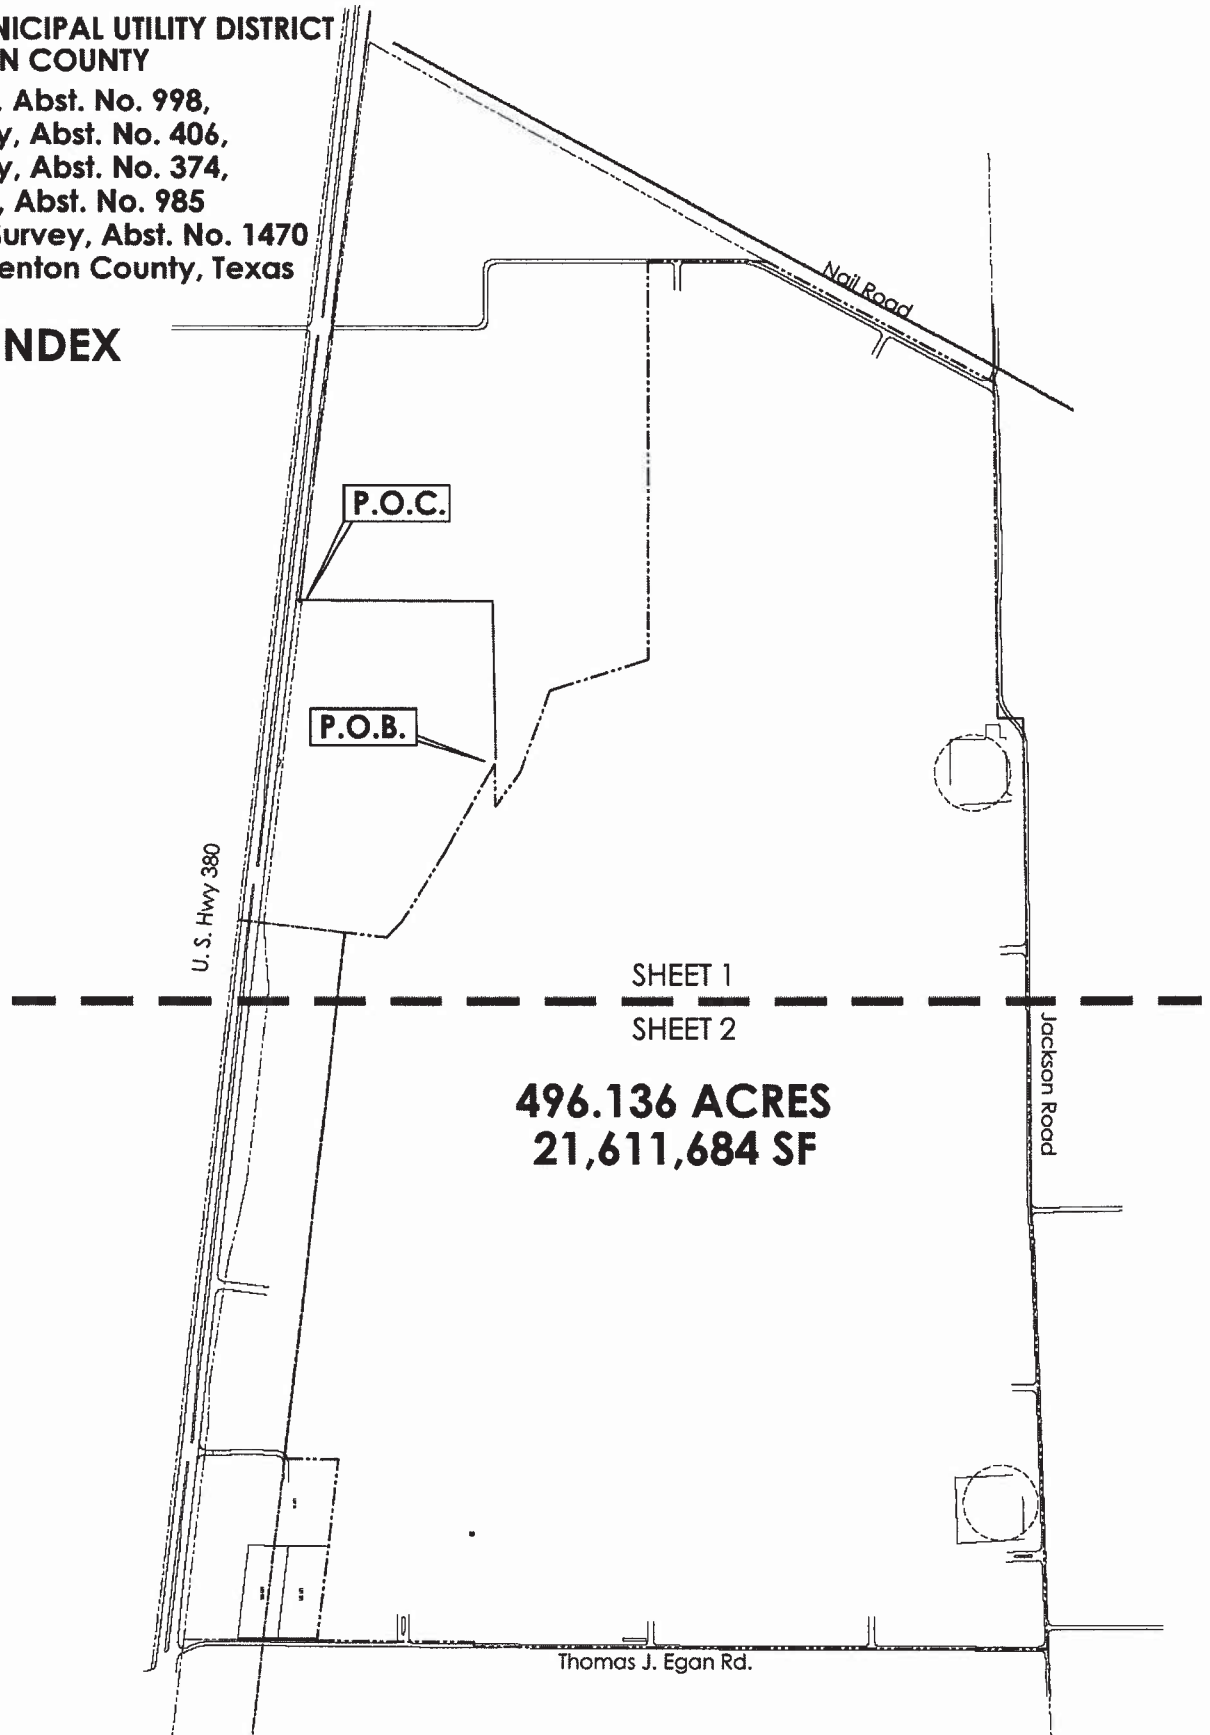 NICIPAL UTILITY DISTRICT
N COUNTY
, Abst. No. 998,
y, Abst. No. 406,
y, Abst. No. 374,
, Abst. No. 985
Survey, Abst. No. 1470
enton County, Texas
NDEX
Nail Road
P.O.C.
P.O.B.
U. S. Hwy 380
SHEET 1
SHEET 2
Jackson Road
496.136 ACRES
21,611,684 SF
Thomas J. Egan Rd.